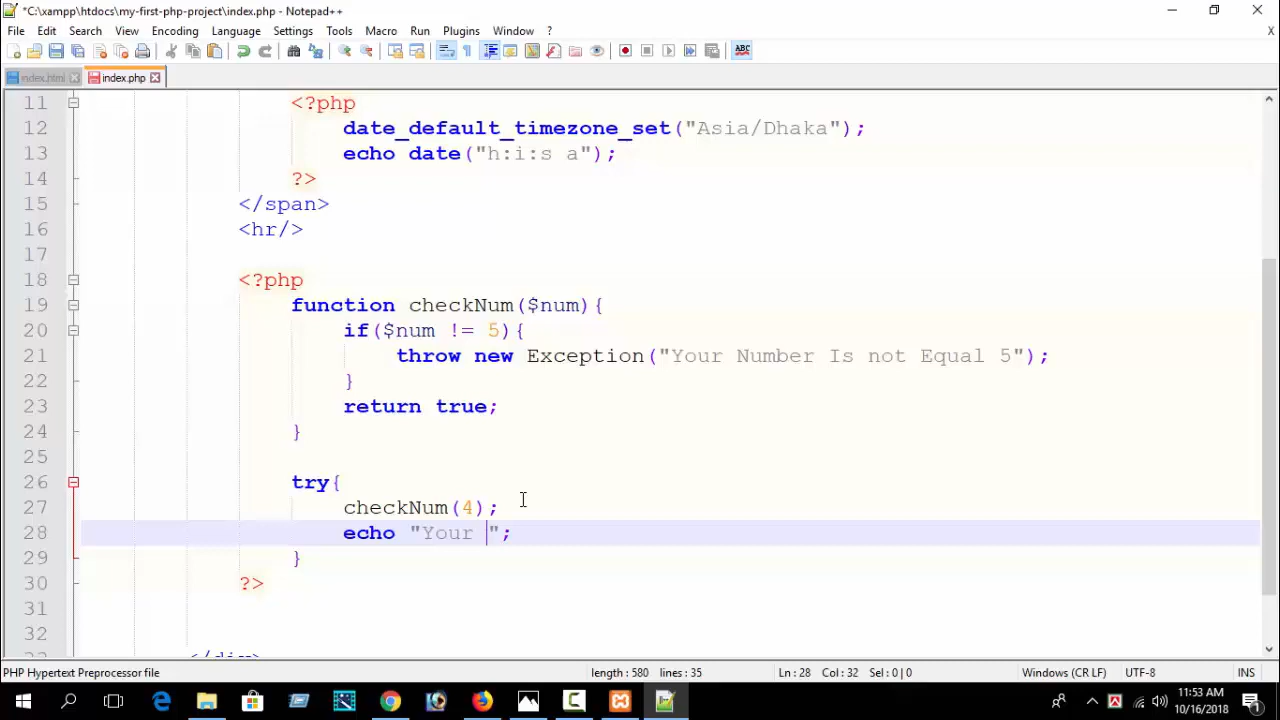 *C:\xampp\htdocs\my-first-php-project\index.php - Notepad++
File Edit Search View Encoding Language Settings Tools Macro Run Plugins Window ? X
index.html index.php
11 <?php
12 date_default_timezone_set("Asia/Dhaka");
13 echo date("h:i:s a");
14 ?>
15 </span>
16 <hr/>
17
18 <?php
19 function checkNum($num){
20 if($num != 5){
21 throw new Exception("Your Number Is not Equal 5");
22 }
23 return true;
24 }
25
26 try{
27 checkNum(4);
28 echo "Your ";
29 }
30 ?>
31
32
33 </div>
PHP Hypertext Preprocessor file length : 580 lines : 35 Ln : 28 Col : 32 Sel : 0 | 0 Windows (CR LF) UTF-8 INS
11:53 AM
10/16/2018